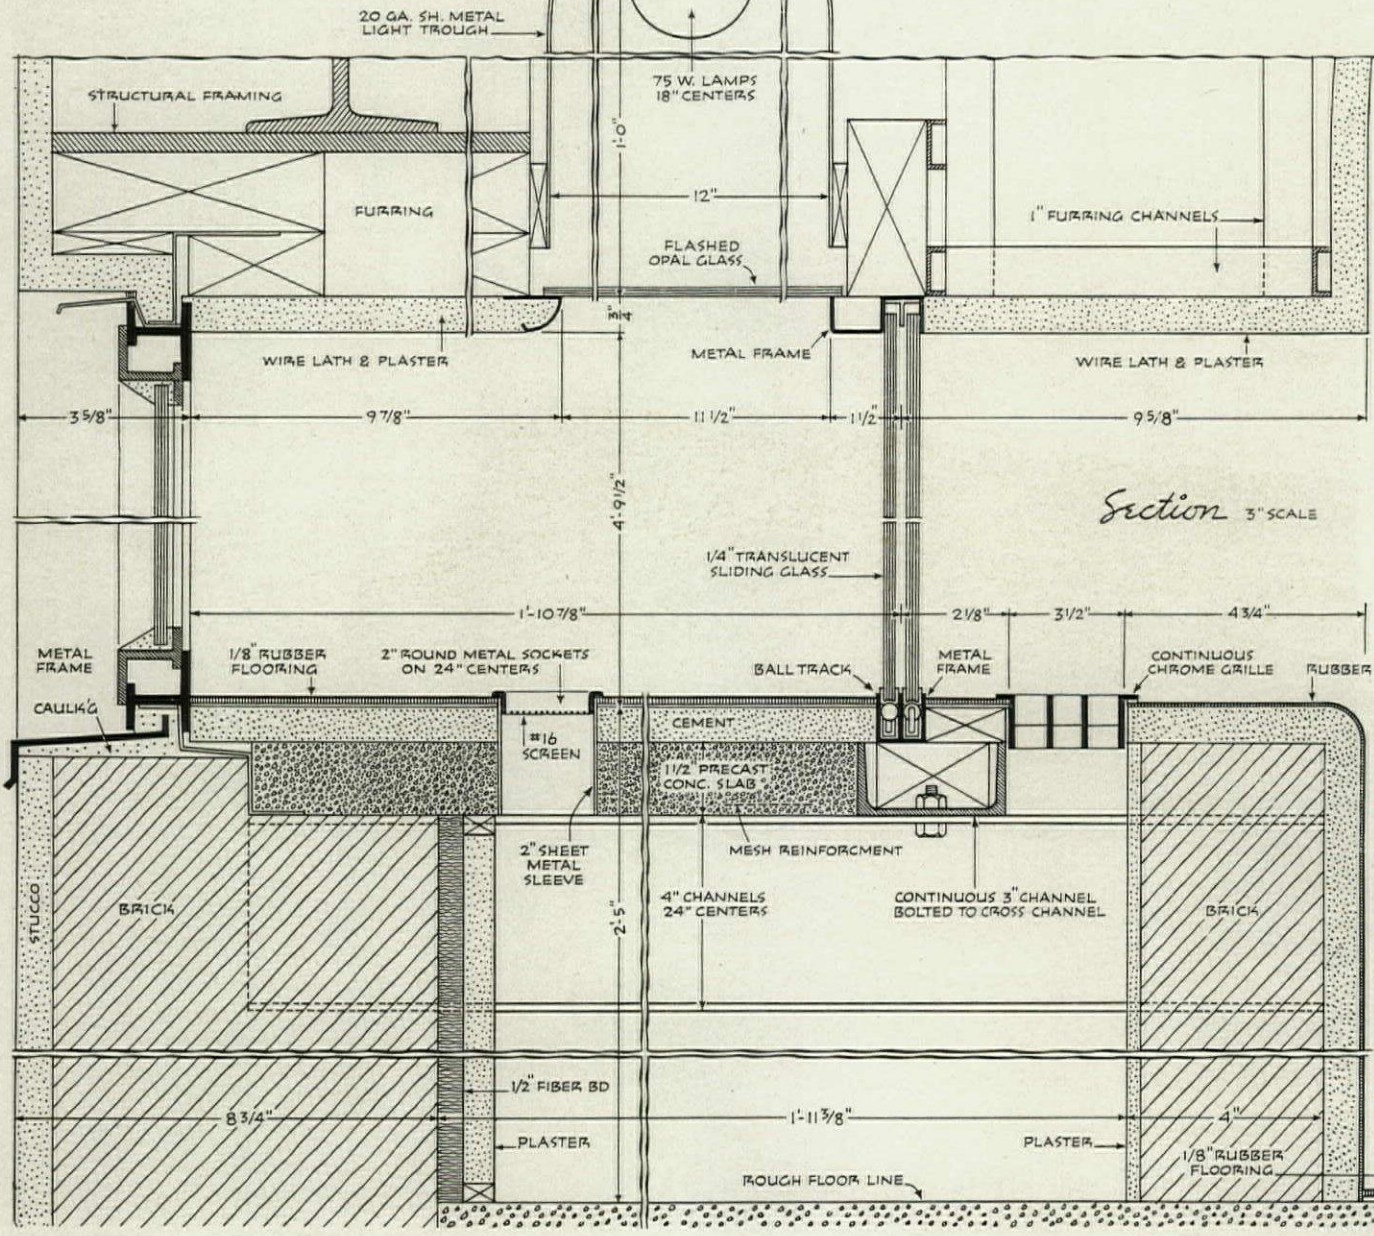 20 GA. SH. METAL
LIGHT TROUGH
75 W. LAMPS
18" CENTERS
STRUCTURAL FRAMING
1'-0"
12"
FURRING
1" FURRING CHANNELS
FLASHED
OPAL GLASS
3/4
WIRE LATH & PLASTER
METAL FRAME
WIRE LATH & PLASTER
3 5/8"
9 7/8"
11 1/2"
1 1/2"
9 5/8"
4'-9 1/2"
Section 3" SCALE
1/4" TRANSLUCENT
SLIDING GLASS
1'-10 7/8"
2 1/8"
3 1/2"
4 3/4"
METAL
FRAME
1/8" RUBBER
FLOORING
2" ROUND METAL SOCKETS
ON 24" CENTERS
BALL TRACK
METAL
FRAME
CONTINUOUS
CHROME GRILLE
RUBBER
CAULK'G
#16
SCREEN
CEMENT
1 1/2" PRECAST
CONC. SLAB
2" SHEET
METAL
SLEEVE
MESH REINFORCMENT
4" CHANNELS
24" CENTERS
CONTINUOUS 3" CHANNEL
BOLTED TO CROSS CHANNEL
STUCCO
BRICK
2'-5"
BRICK
1/2" FIBER BD
8 3/4"
1'-11 3/8"
4"
PLASTER
PLASTER
1/8" RUBBER
FLOORING
ROUGH FLOOR LINE